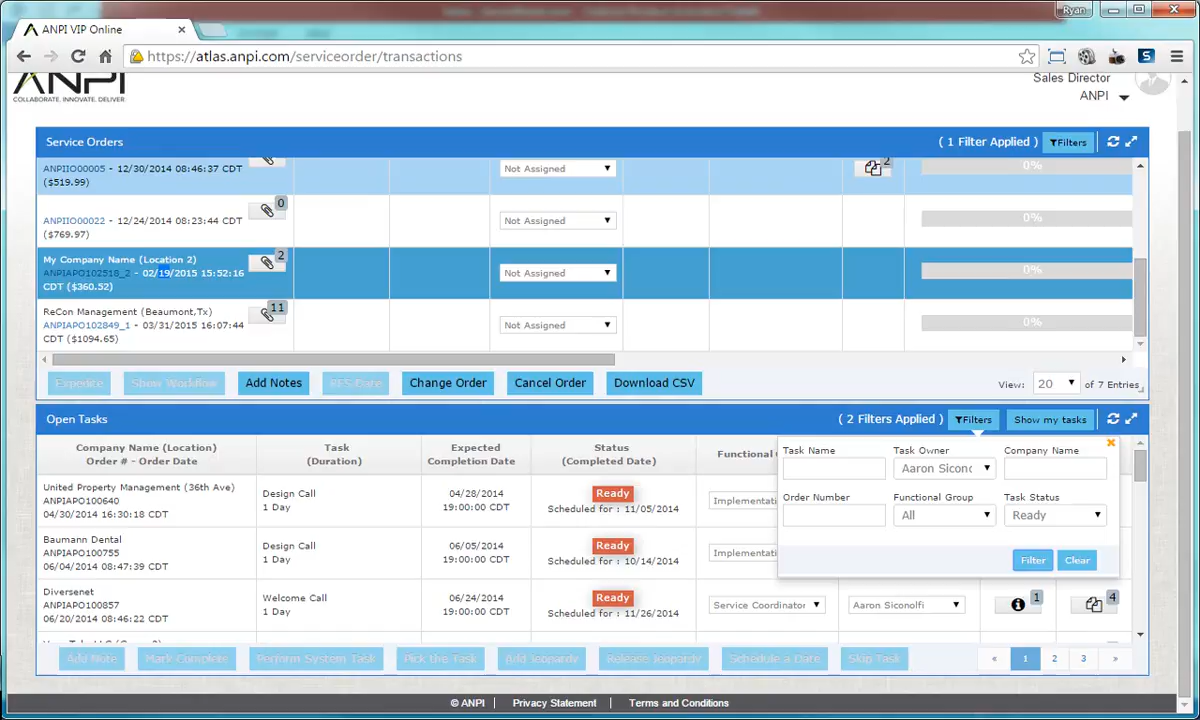 Ryan
ANPI VIP Online
https://atlas.anpi.com/serviceorder/transactions
ANPI
COLLABORATE. INNOVATE. DELIVER
Sales Director
ANPI
Service Orders
( 1 Filter Applied ) Filters
ANPIIO00005 - 12/30/2014 08:46:37 CDT
($519.99)
Not Assigned
2
0%
ANPIIO00022 - 12/24/2014 08:23:44 CDT
($769.97)
0
Not Assigned
0%
My Company Name (Location 2)
ANPIAPO102518_2 - 02/19/2015 15:52:16
CDT ($360.52)
2
Not Assigned
0%
ReCon Management (Beaumont,Tx)
ANPIAPO102849_1 - 03/31/2015 16:07:44
CDT ($1094.65)
11
Not Assigned
0%
Expedite Show Workflow Add Notes RFS Date Change Order Cancel Order Download CSV
View: 20 of 7 Entries
Open Tasks
( 2 Filters Applied ) Filters Show my tasks
Company Name (Location)
Order # - Order Date
Task
(Duration)
Expected
Completion Date
Status
(Completed Date)
Functional
Task Name
Task Owner
Company Name
Aaron Siconc
Order Number
Functional Group
Task Status
All
Ready
Filter Clear
United Property Management (36th Ave)
ANPIAPO100640
04/30/2014 16:30:18 CDT
Design Call
1 Day
04/28/2014
19:00:00 CDT
Ready
Scheduled for : 11/05/2014
Implementati
Baumann Dental
ANPIAPO100755
06/04/2014 08:47:39 CDT
Design Call
1 Day
06/05/2014
19:00:00 CDT
Ready
Scheduled for : 10/14/2014
Implementati
Diversenet
ANPIAPO100857
06/20/2014 08:46:22 CDT
Welcome Call
1 Day
06/24/2014
19:00:00 CDT
Ready
Scheduled for : 11/26/2014
Service Coordinator
Aaron Siconolfi
1
4
Add Note Mark Complete Perform System Task Pick the Task Add Jeopardy Release Jeopardy Schedule a Date Skip Task
« 1 2 3 »
© ANPI | Privacy Statement | Terms and Conditions